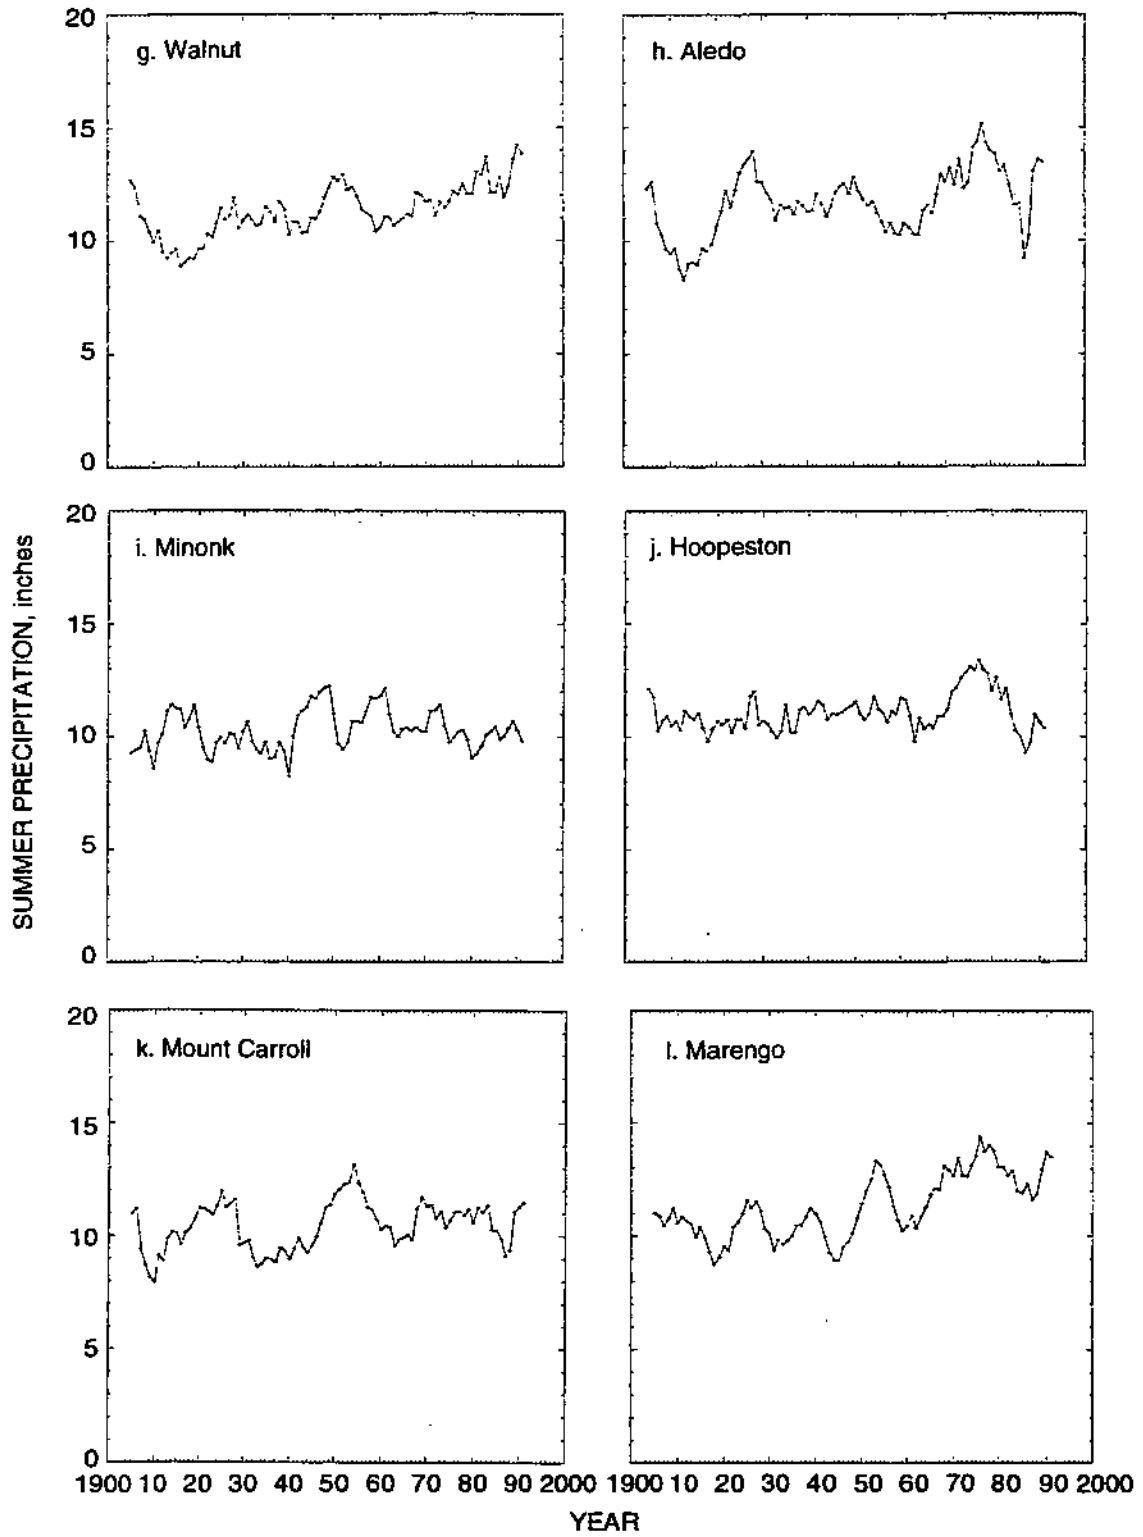 20
g. Walnut
h. Aledo
15
10
5
0
SUMMER PRECIPITATION, inches
20
i. Minonk
j. Hoopeston
15
10
5
0
20
k. Mount Carroll
l. Marengo
15
10
5
0
1900 10 20 30 40 50 60 70 80 90 2000
1900 10 20 30 40 50 60 70 80 90 2000
YEAR